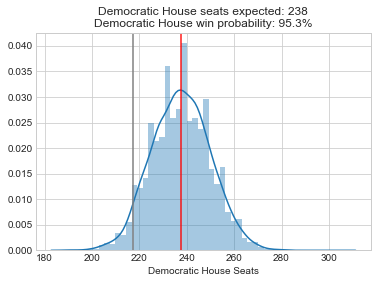 Democratic House seats expected: 238
Democratic House win probability: 95.3%
0.040
0.035
0.030
0.025
0.020
0.015
0.010
0.005
0.000
180 200 220 240 260 280 300
Democratic House Seats